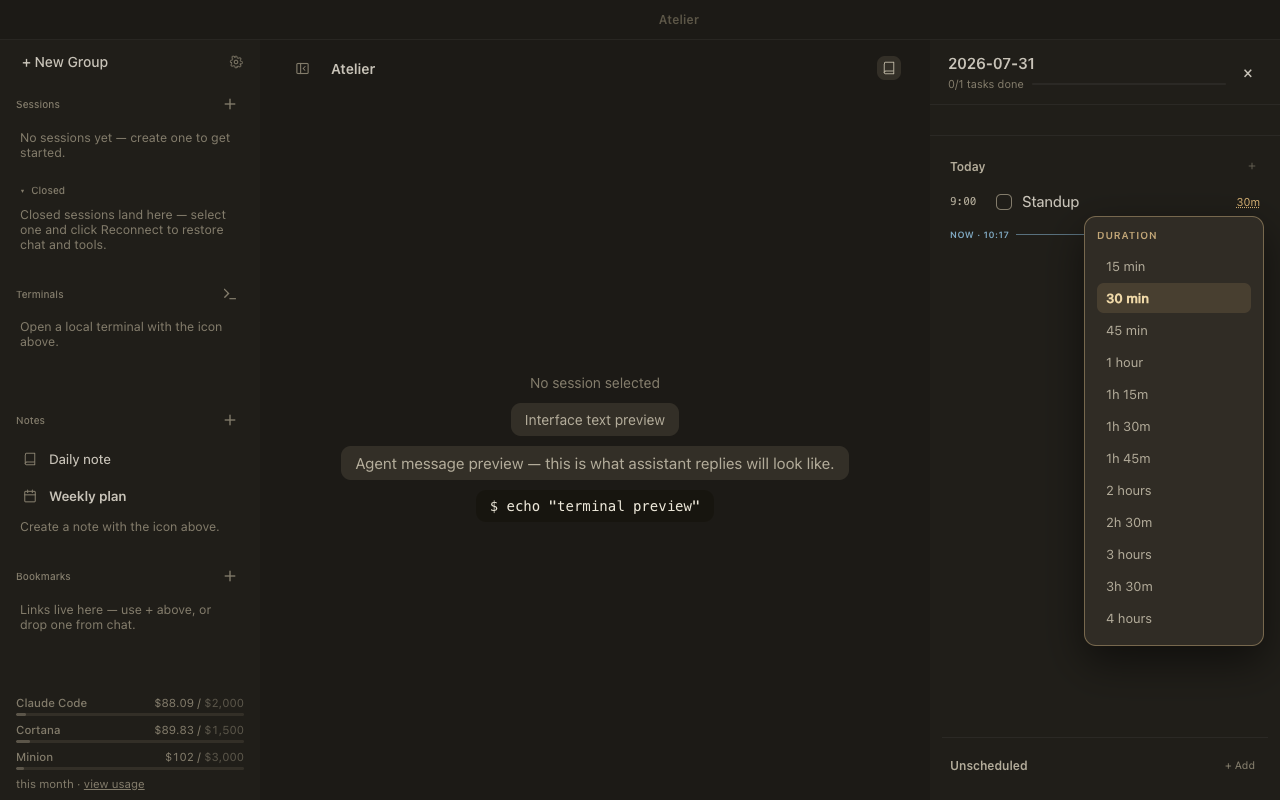 Atelier
+ New Group
Sessions
No sessions yet — create one to get
started.
Closed
Closed sessions land here — select
one and click Reconnect to restore
chat and tools.
Terminals
Open a local terminal with the icon
above.
Notes
Daily note
Weekly plan
Create a note with the icon above.
Bookmarks
Links live here — use + above, or
drop one from chat.
Claude Code $88.09 / $2,000
Cortana $89.83 / $1,500
Minion $102 / $3,000
this month · view usage
Atelier
No session selected
Interface text preview
Agent message preview — this is what assistant replies will look like.
$ echo "terminal preview"
2026-07-31
0/1 tasks done
Today
9:00 Standup 30m
NOW · 10:17
DURATION
15 min
30 min
45 min
1 hour
1h 15m
1h 30m
1h 45m
2 hours
2h 30m
3 hours
3h 30m
4 hours
Unscheduled + Add